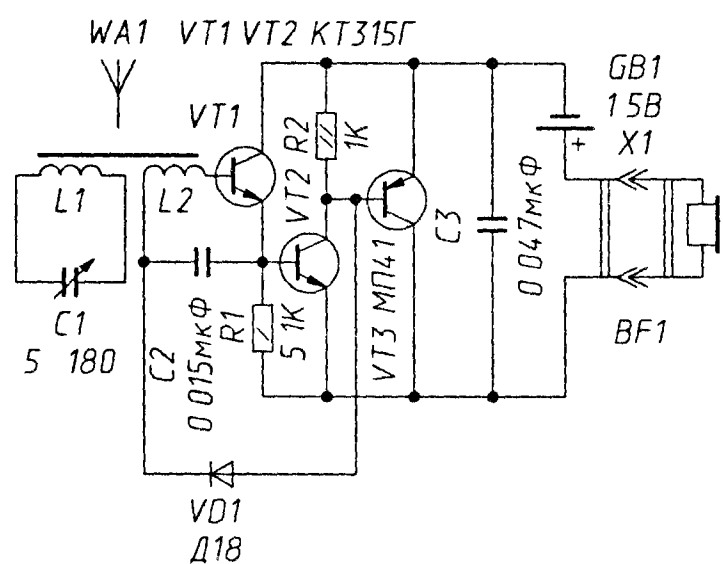 WA1 VT1 VT2 КТ315Г
GB1
1 5В
X1
+
VT1
R2
1К
VT2
L1
L2
C3
0 047мкФ
C1
5 180
C2
0 015мкФ
R1
5 1К
VT3 МП41
BF1
VD1
Д18